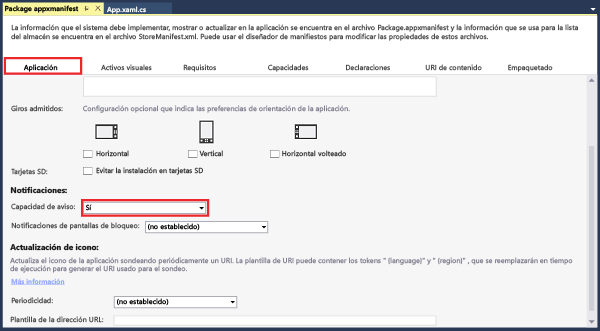 Package appxmanifest
App.xaml.cs
La información que el sistema debe implementar, mostrar o actualizar en la aplicación se encuentra en el archivo Package.appxmanifest y la información que se usa para la lista
del almacén se encuentra en el archivo StoreManifest.xml. Puede usar el diseñador de manifiestos para modificar las propiedades de estos archivos.
Aplicación Activos visuales Requisitos Capacidades Declaraciones URI de contenido Empaquetado
Giros admitidos: Configuración opcional que indica las preferencias de orientación de la aplicación.
Horizontal Vertical Horizontal volteado
Tarjetas SD: Evitar la instalación en tarjetas SD
Notificaciones:
Capacidad de aviso: Sí
Notificaciones de pantallas de bloqueo: (no establecido)
Actualización de icono:
Actualiza el icono de la aplicación sondeando periódicamente un URI. La plantilla de URI puede contener los tokens " (language)" y " (region)" , que se reemplazarán en tiempo
de ejecución para generar el URI usado para el sondeo.
Más información
Periodicidad: (no establecido)
Plantilla de la dirección URL: